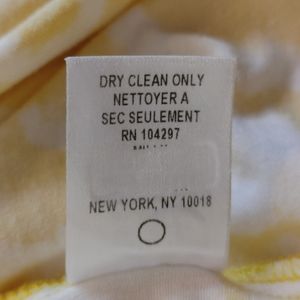 DRY CLEAN ONLY
NETTOYER A
SEC SEULEMENT
RN 104297
NEW YORK, NY 10018